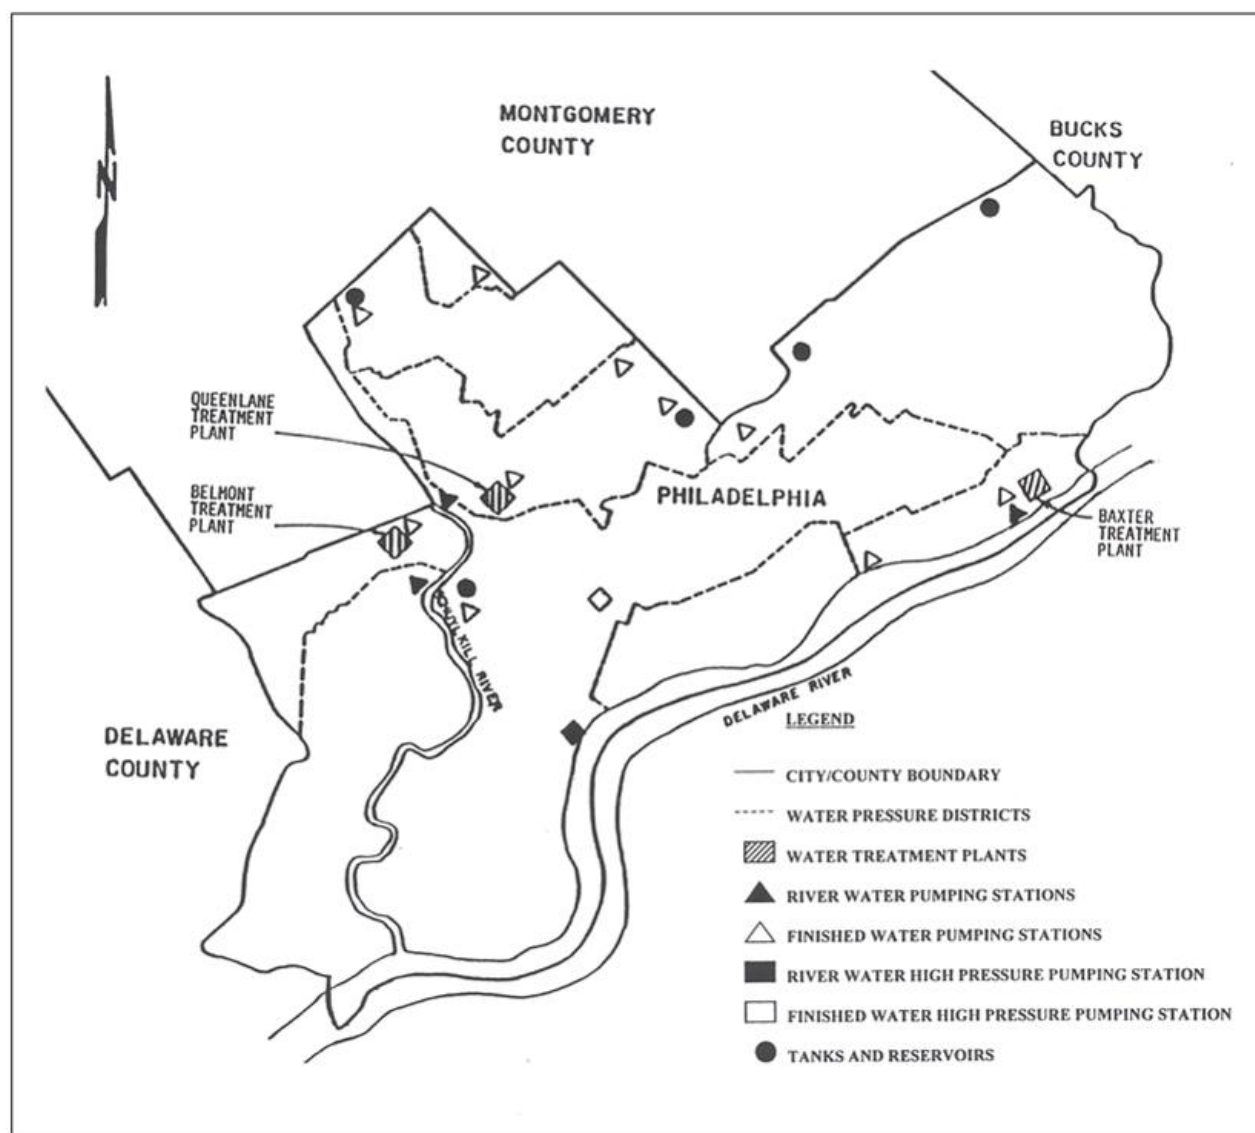 MONTGOMERY
COUNTY
BUCKS
COUNTY
N
QUEENLANE
TREATMENT
PLANT
BELMONT
TREATMENT
PLANT
PHILADELPHIA
BAXTER
TREATMENT
PLANT
SCHUYLKILL RIVER
DELAWARE RIVER
DELAWARE
COUNTY
LEGEND
CITY/COUNTY BOUNDARY
WATER PRESSURE DISTRICTS
WATER TREATMENT PLANTS
RIVER WATER PUMPING STATIONS
FINISHED WATER PUMPING STATIONS
RIVER WATER HIGH PRESSURE PUMPING STATION
FINISHED WATER HIGH PRESSURE PUMPING STATION
TANKS AND RESERVOIRS